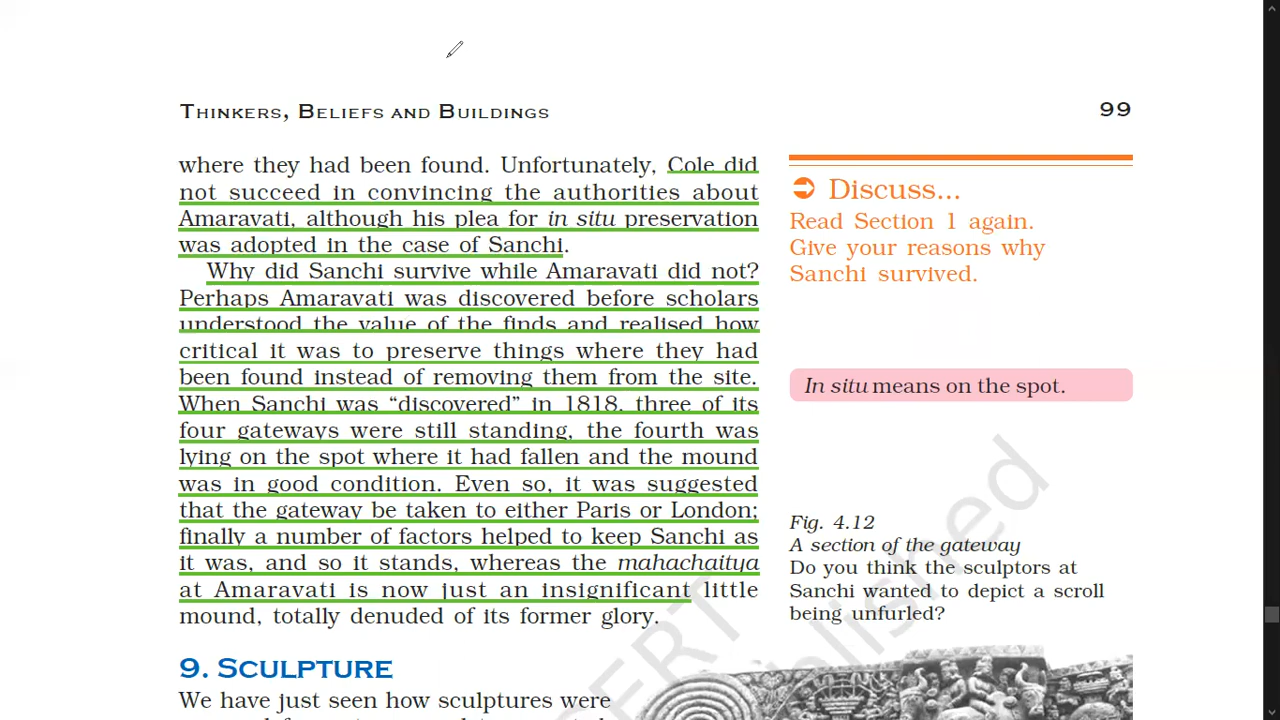 THINKERS, BELIEFS AND BUILDINGS
99
where they had been found. Unfortunately, Cole did
not succeed in convincing the authorities about
Amaravati, although his plea for in situ preservation
was adopted in the case of Sanchi.
Why did Sanchi survive while Amaravati did not?
Perhaps Amaravati was discovered before scholars
understood the value of the finds and realised how
critical it was to preserve things where they had
been found instead of removing them from the site.
When Sanchi was “discovered” in 1818, three of its
four gateways were still standing, the fourth was
lying on the spot where it had fallen and the mound
was in good condition. Even so, it was suggested
that the gateway be taken to either Paris or London;
finally a number of factors helped to keep Sanchi as
it was, and so it stands, whereas the mahachaitya
at Amaravati is now just an insignificant little
mound, totally denuded of its former glory.
9. SCULPTURE
We have just seen how sculptures were
Discuss...
Read Section 1 again.
Give your reasons why
Sanchi survived.
In situ means on the spot.
Fig. 4.12
A section of the gateway
Do you think the sculptors at
Sanchi wanted to depict a scroll
being unfurled?